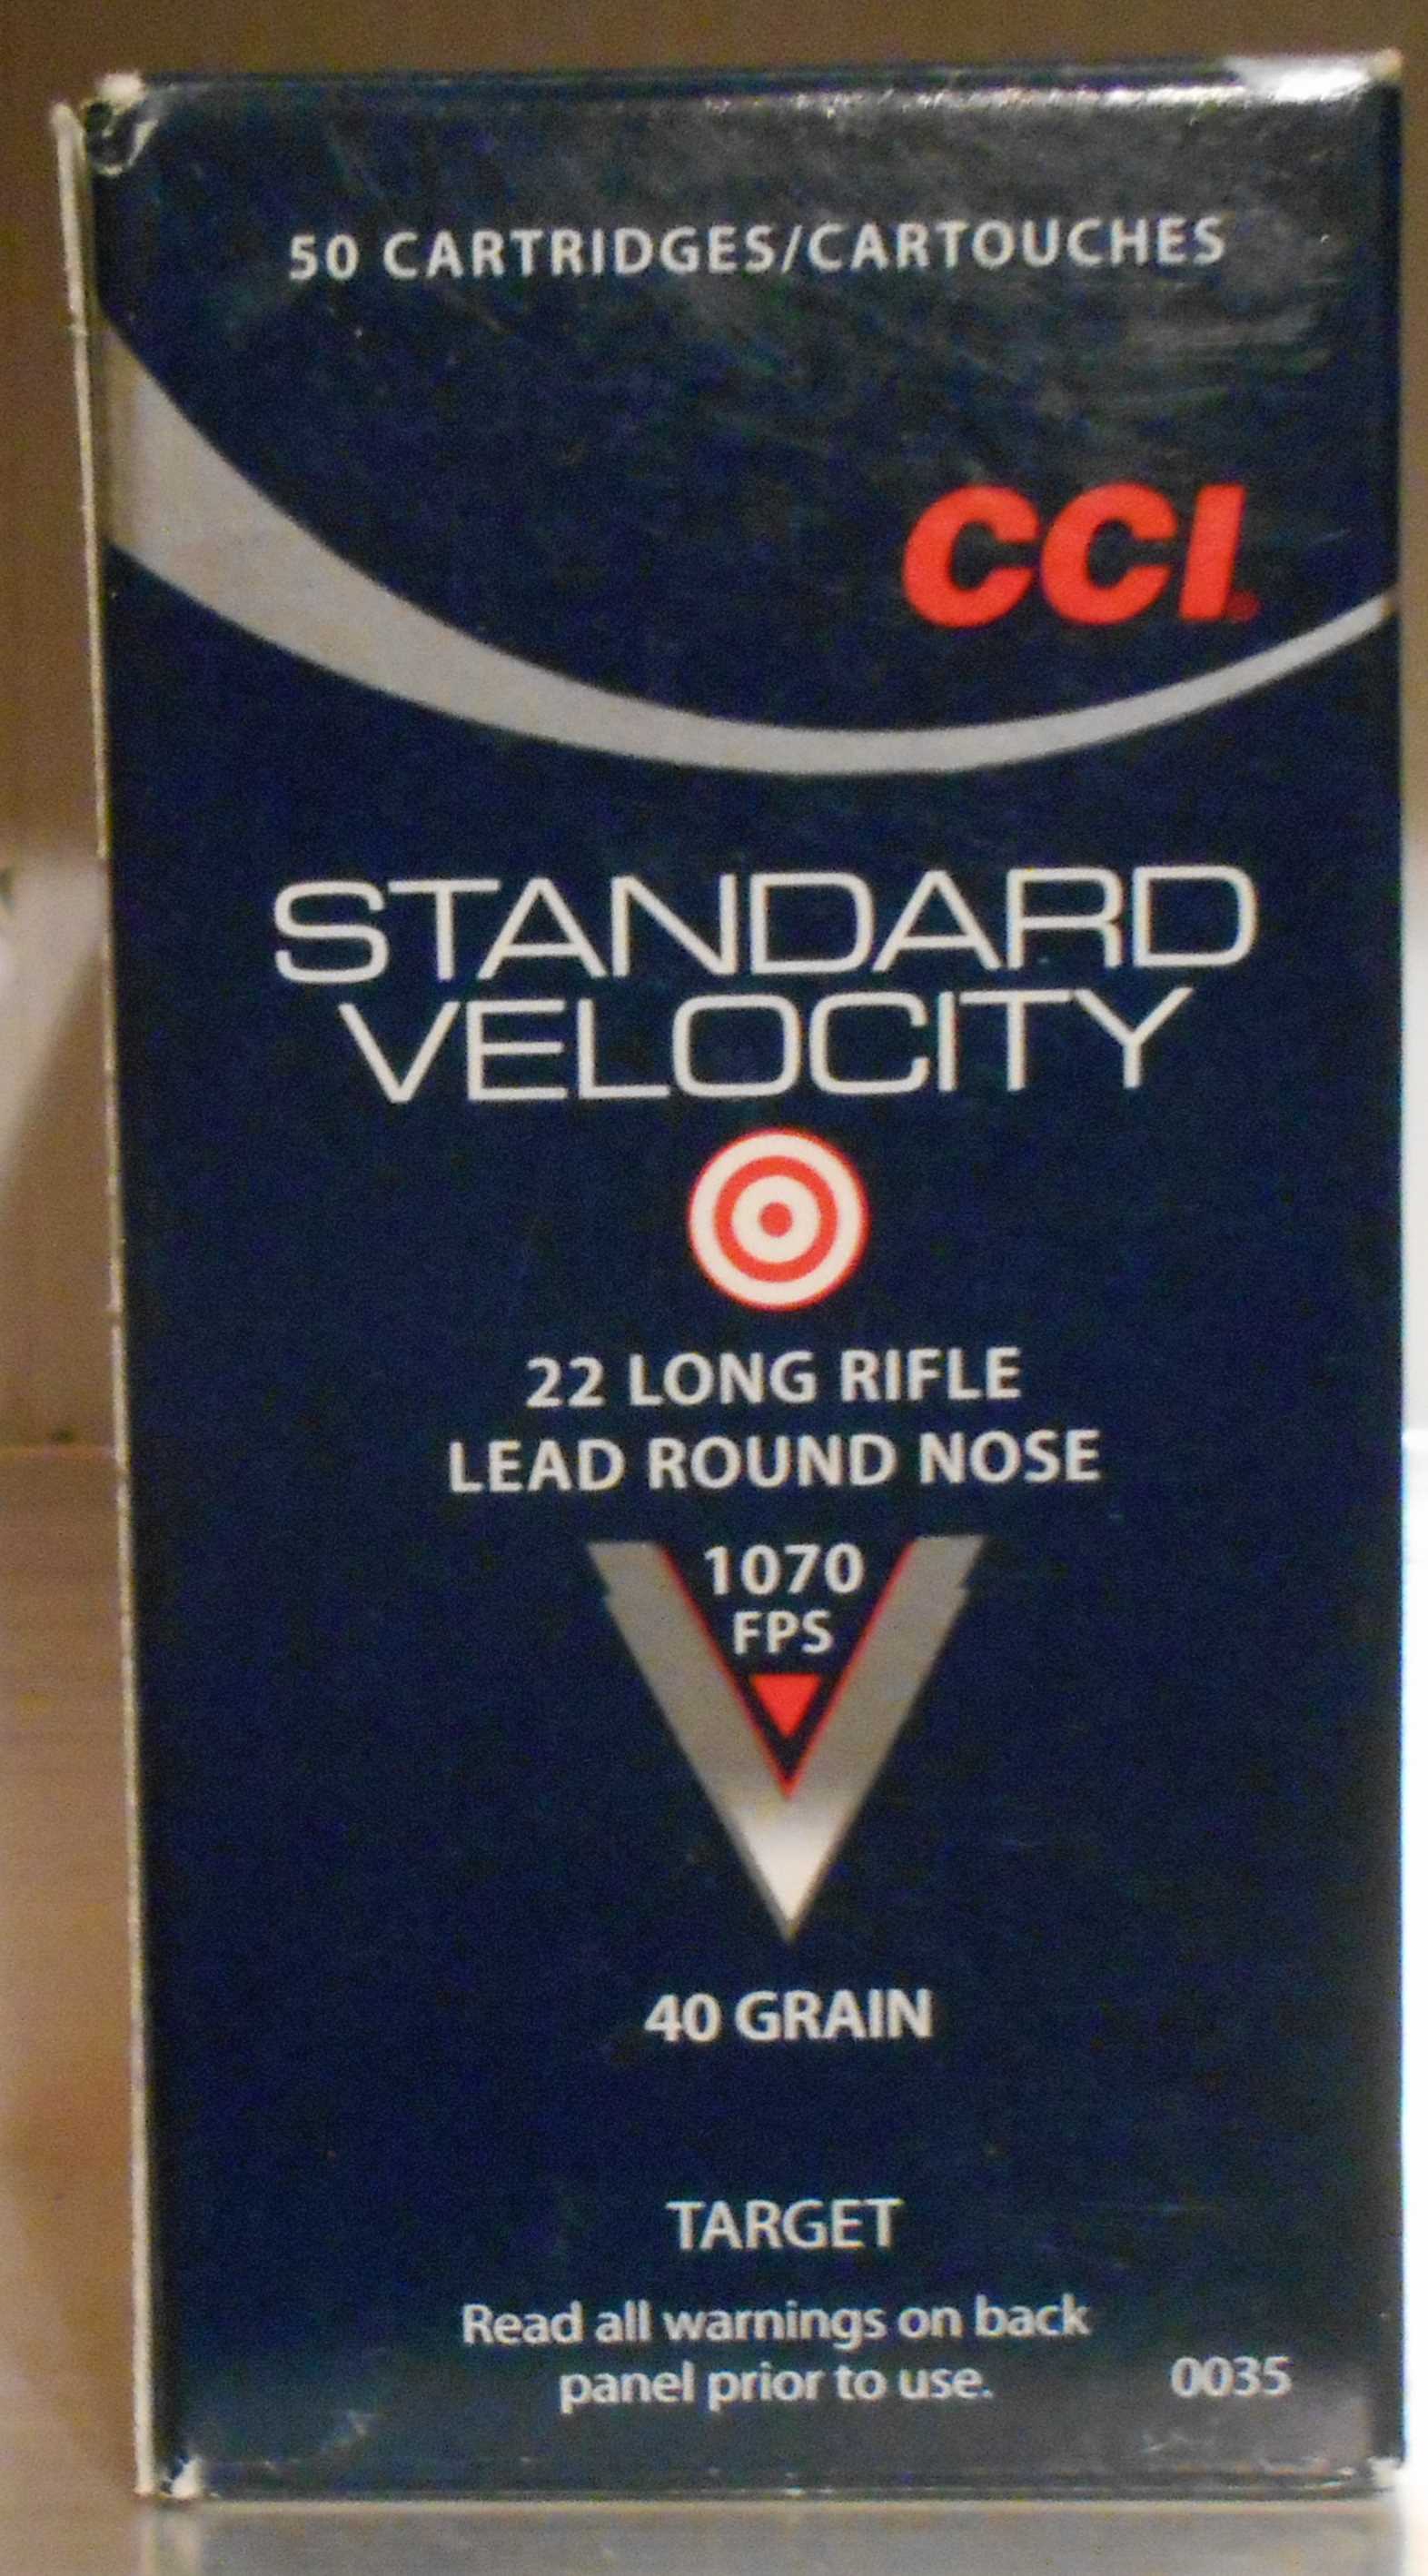 50 CARTRIDGES/CARTOUCHES
CCI
STANDARD
VELOCITY
22 LONG RIFLE
LEAD ROUND NOSE
1070
FPS
40 GRAIN
TARGET
Read all warnings on back
panel prior to use.
0035